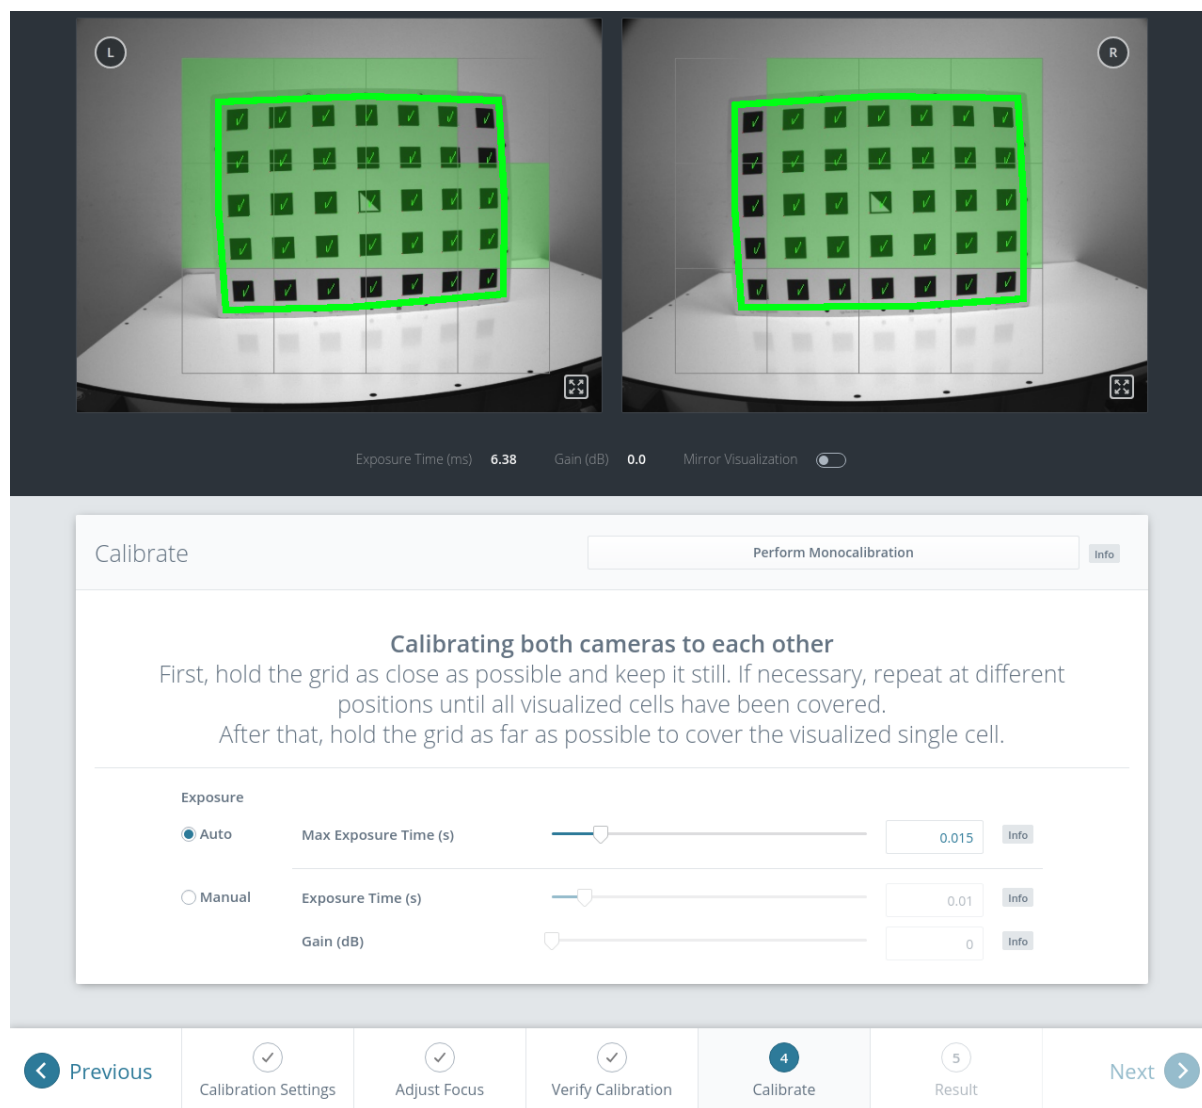 L
R
Exposure Time (ms) 6.38 Gain (dB) 0.0 Mirror Visualization
Calibrate
Perform Monocalibration
Info
Calibrating both cameras to each other
First, hold the grid as close as possible and keep it still. If necessary, repeat at different
positions until all visualized cells have been covered.
After that, hold the grid as far as possible to cover the visualized single cell.
Exposure
Auto
Max Exposure Time (s)
0.015
Info
Manual
Exposure Time (s)
0.01
Info
Gain (dB)
0
Info
Previous
Calibration Settings
Adjust Focus
Verify Calibration
4
Calibrate
5
Result
Next